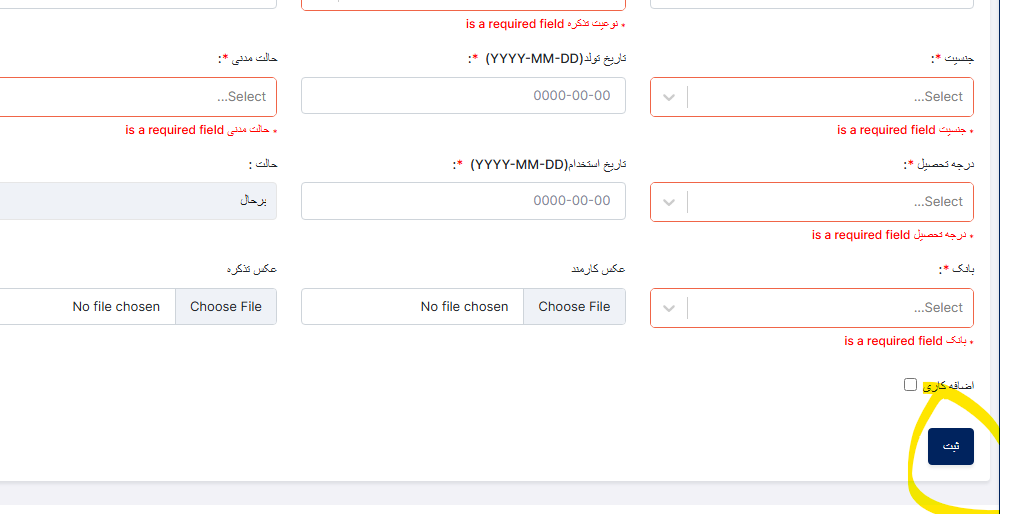 * نوعیت تذکره is a required field
جنسیت *:
تاریخ تولد(YYYY-MM-DD) *:
حالت مدنی *:
Select...
0000-00-00
Select...
* جنسیت is a required field
* حالت مدنی is a required field
درجه تحصیل *:
تاریخ استخدام(YYYY-MM-DD) *:
حالت :
Select...
0000-00-00
برحال
* درجه تحصیل is a required field
بانک *:
عکس کارمند
عکس تذکره
Select...
Choose File No file chosen
Choose File No file chosen
* بانک is a required field
اضافه کاری
ثبت